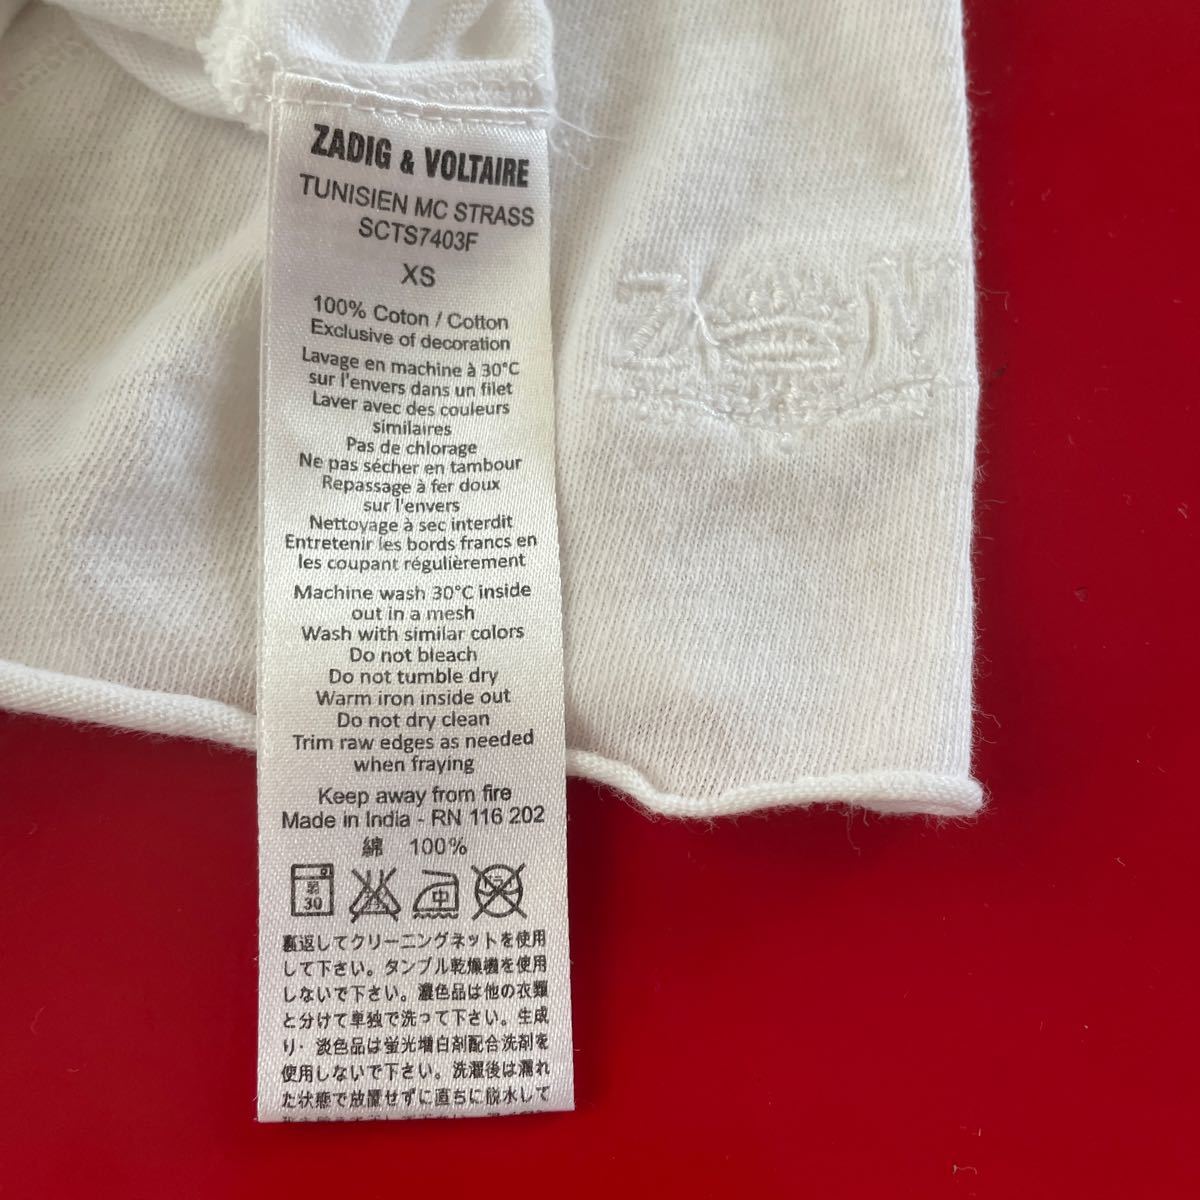 ZADIG & VOLTAIRE
TUNISIEN MC STRASS
SCTS7403F
XS
100% Coton / Cotton
Exclusive of decoration
Lavage en machine à 30°C
sur l'envers dans un filet
Laver avec des couleurs
similaires
Pas de chlorage
Ne pas sécher en tambour
Repassage à fer doux
sur l'envers
Nettoyage à sec interdit
Entretenir les bords francs en
les coupant régulièrement
Machine wash 30°C inside
out in a mesh
Wash with similar colors
Do not bleach
Do not tumble dry
Warm iron inside out
Do not dry clean
Trim raw edges as needed
when fraying
Keep away from fire
Made in India - RN 116 202
綿 100%
弱
30
中
裏返してクリーニングネットを使用
して下さい。タンブル乾燥機を使用
しないで下さい。濃色品は他の衣類
と分けて単独で洗って下さい。生成
り・淡色品は蛍光増白剤配合洗剤を
使用しないで下さい。洗濯後は濡れ
た状態で放置せずに直ちに脱水して
Z V